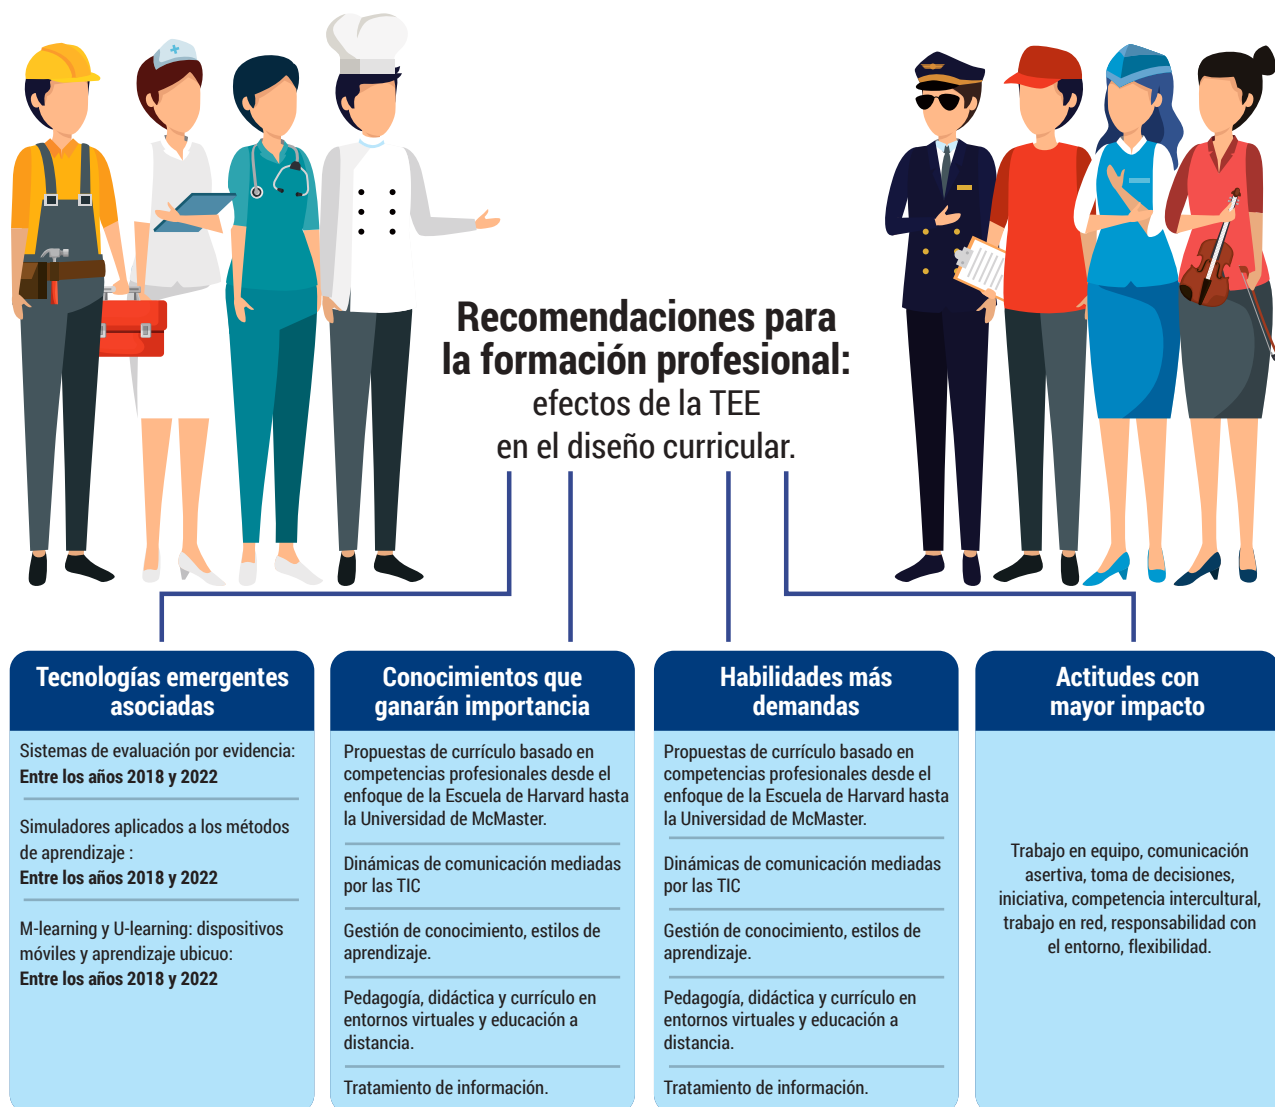 Recomendaciones para
la formación profesional:
efectos de la TEE
en el diseño curricular.
Tecnologías emergentes
asociadas
Sistemas de evaluación por evidencia:
Entre los años 2018 y 2022
Simuladores aplicados a los métodos
de aprendizaje :
Entre los años 2018 y 2022
M-learning y U-learning: dispositivos
móviles y aprendizaje ubicuo:
Entre los años 2018 y 2022
Conocimientos que
ganarán importancia
Propuestas de currículo basado en
competencias profesionales desde el
enfoque de la Escuela de Harvard hasta
la Universidad de McMaster.
Dinámicas de comunicación mediadas
por las TIC
Gestión de conocimiento, estilos de
aprendizaje.
Pedagogía, didáctica y currículo en
entornos virtuales y educación a
distancia.
Tratamiento de información.
Habilidades más
demandas
Propuestas de currículo basado en
competencias profesionales desde el
enfoque de la Escuela de Harvard hasta
la Universidad de McMaster.
Dinámicas de comunicación mediadas
por las TIC
Gestión de conocimiento, estilos de
aprendizaje.
Pedagogía, didáctica y currículo en
entornos virtuales y educación a
distancia.
Tratamiento de información.
Actitudes con
mayor impacto
Trabajo en equipo, comunicación
asertiva, toma de decisiones,
iniciativa, competencia intercultural,
trabajo en red, responsabilidad con
el entorno, flexibilidad.